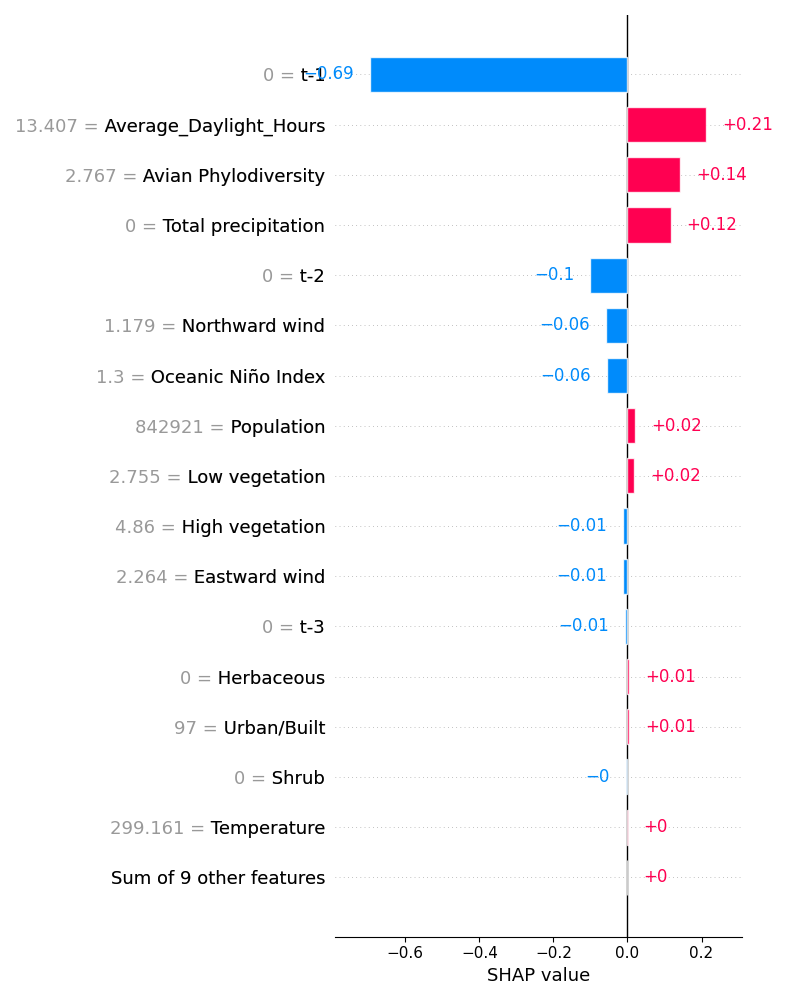 0 = t-1 −0.69
13.407 = Average_Daylight_Hours +0.21
2.767 = Avian Phylodiversity +0.14
0 = Total precipitation +0.12
0 = t-2 −0.1
1.179 = Northward wind −0.06
1.3 = Oceanic Niño Index −0.06
842921 = Population +0.02
2.755 = Low vegetation +0.02
4.86 = High vegetation −0.01
2.264 = Eastward wind −0.01
0 = t-3 −0.01
0 = Herbaceous +0.01
97 = Urban/Built +0.01
0 = Shrub −0
299.161 = Temperature +0
Sum of 9 other features +0
−0.6 −0.4 −0.2 0.0 0.2
SHAP value